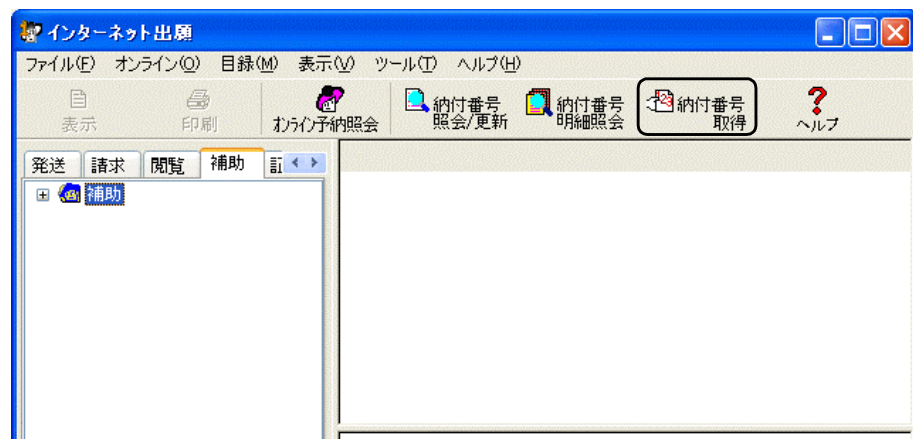 インターネット出願
ファイル(F) オンライン(O) 目録(M) 表示(V) ツール(T) ヘルプ(H)
表示
印刷
オンライン予納照会
納付番号
照会/更新
納付番号
明細照会
納付番号
取得
ヘルプ
発送 請求 閲覧 補助
補助